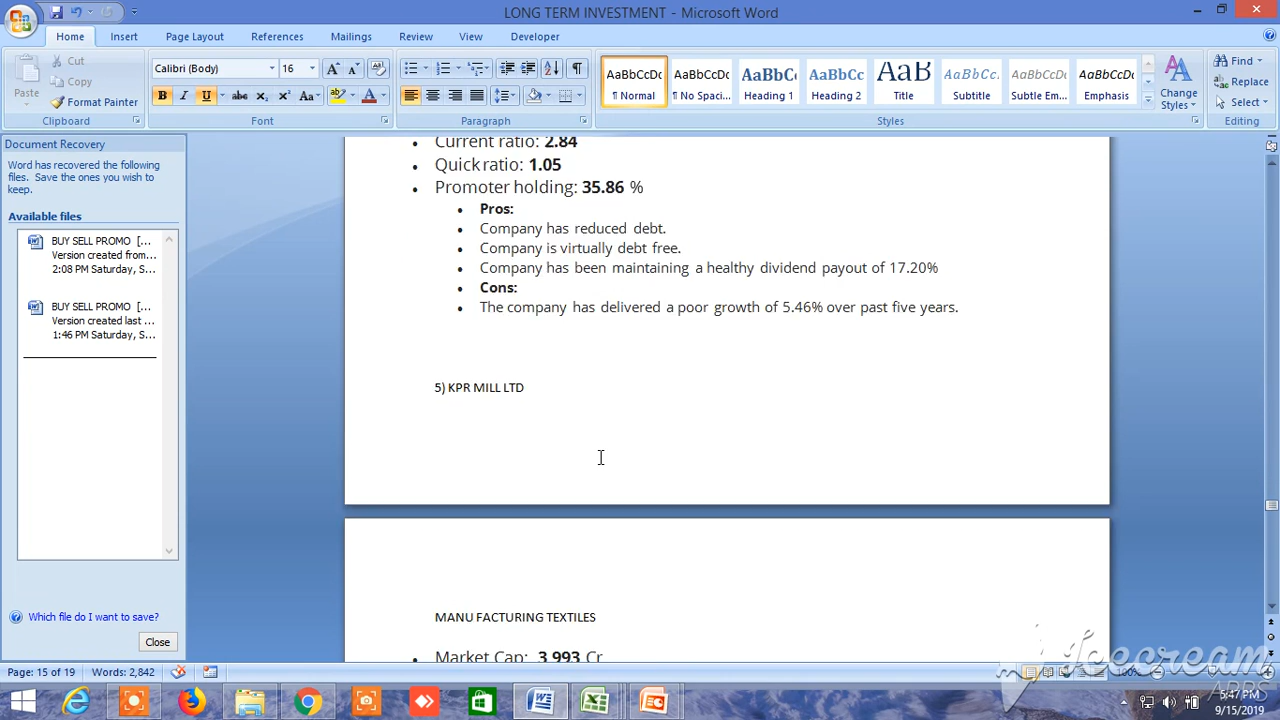 LONG TERM INVESTMENT - Microsoft Word
Home Insert Page Layout References Mailings Review View Developer
Paste
Cut
Copy
Format Painter
Clipboard
Calibri (Body) 16
Font
Paragraph
AaBbCcDc AaBbCcDc AaBbCc AaBbCc AaB AaBbCc. AaBbCcDc AaBbCcDc
¶ Normal ¶ No Spaci... Heading 1 Heading 2 Title Subtitle Subtle Em... Emphasis
Change Styles
Styles
Find
Replace
Select
Editing
Document Recovery
Word has recovered the following files. Save the ones you wish to keep.
Available files
BUY SELL PROMO [...
Version created from...
2:08 PM Saturday, S...
BUY SELL PROMO [...
Version created last ...
1:46 PM Saturday, S...
Which file do I want to save?
Close
• Current ratio: 2.84
• Quick ratio: 1.05
• Promoter holding: 35.86 %
• Pros:
• Company has reduced debt.
• Company is virtually debt free.
• Company has been maintaining a healthy dividend payout of 17.20%
• Cons:
• The company has delivered a poor growth of 5.46% over past five years.
5) KPR MILL LTD
MANU FACTURING TEXTILES
• Market Cap: 3,993 Cr
Page: 15 of 19 Words: 2,842
100%
Icecream
APPS
5:47 PM
9/15/2019